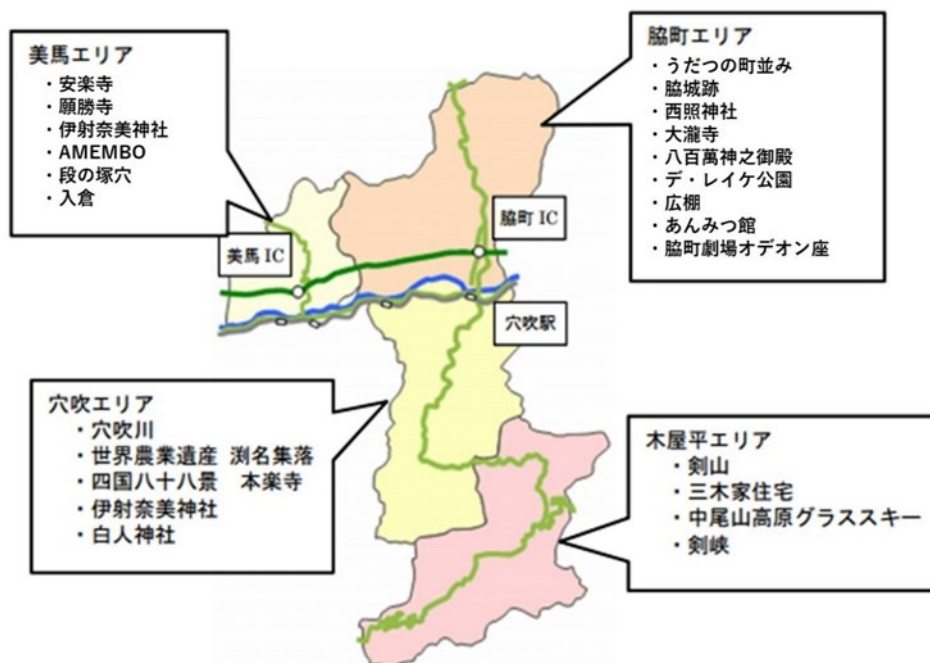 美馬エリア
・安楽寺
・願勝寺
・伊射奈美神社
・AMEMBO
・段の塚穴
・入倉
脇町エリア
・うだつの町並み
・脇城跡
・西照神社
・大瀧寺
・八百萬神之御殿
・デ・レイケ公園
・広棚
・あんみつ館
・脇町劇場オデオン座
脇町 IC
美馬 IC
穴吹駅
穴吹エリア
・穴吹川
・世界農業遺産 渕名集落
・四国八十八景 本楽寺
・伊射奈美神社
・白人神社
木屋平エリア
・剣山
・三木家住宅
・中尾山高原グラススキー
・剣峡